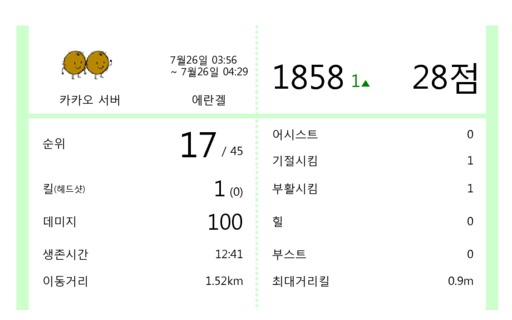 카카오 서버
7월26일 03:56
~ 7월26일 04:29
에란겔
1858 1▲ 28점
순위 17 / 45
킬(헤드샷) 1 (0)
데미지 100
생존시간 12:41
이동거리 1.52km
어시스트 0
기절시킴 1
부활시킴 1
힐 0
부스트 0
최대거리킬 0.9m